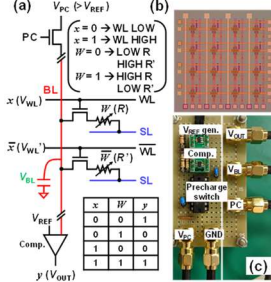 (a)
V_PC (> V_REF)
PC
x = 0 → WL LOW
x = 1 → WL HIGH
W = 0 → LOW R
HIGH R'
W = 1 → HIGH R
LOW R'
BL
x (V_WL)
WL
W (R)
SL
x̅ (V_WL')
W̅L̅
W̅ (R')
SL
V_BL
V_REF
Comp.
y (V_OUT)
x W y
0 0 1
0 1 0
1 0 0
1 1 1
(b)
V_REF gen.
V_OUT
Comp.
V_BL
Precharge
switch
PC
V_PC
GND
(c)